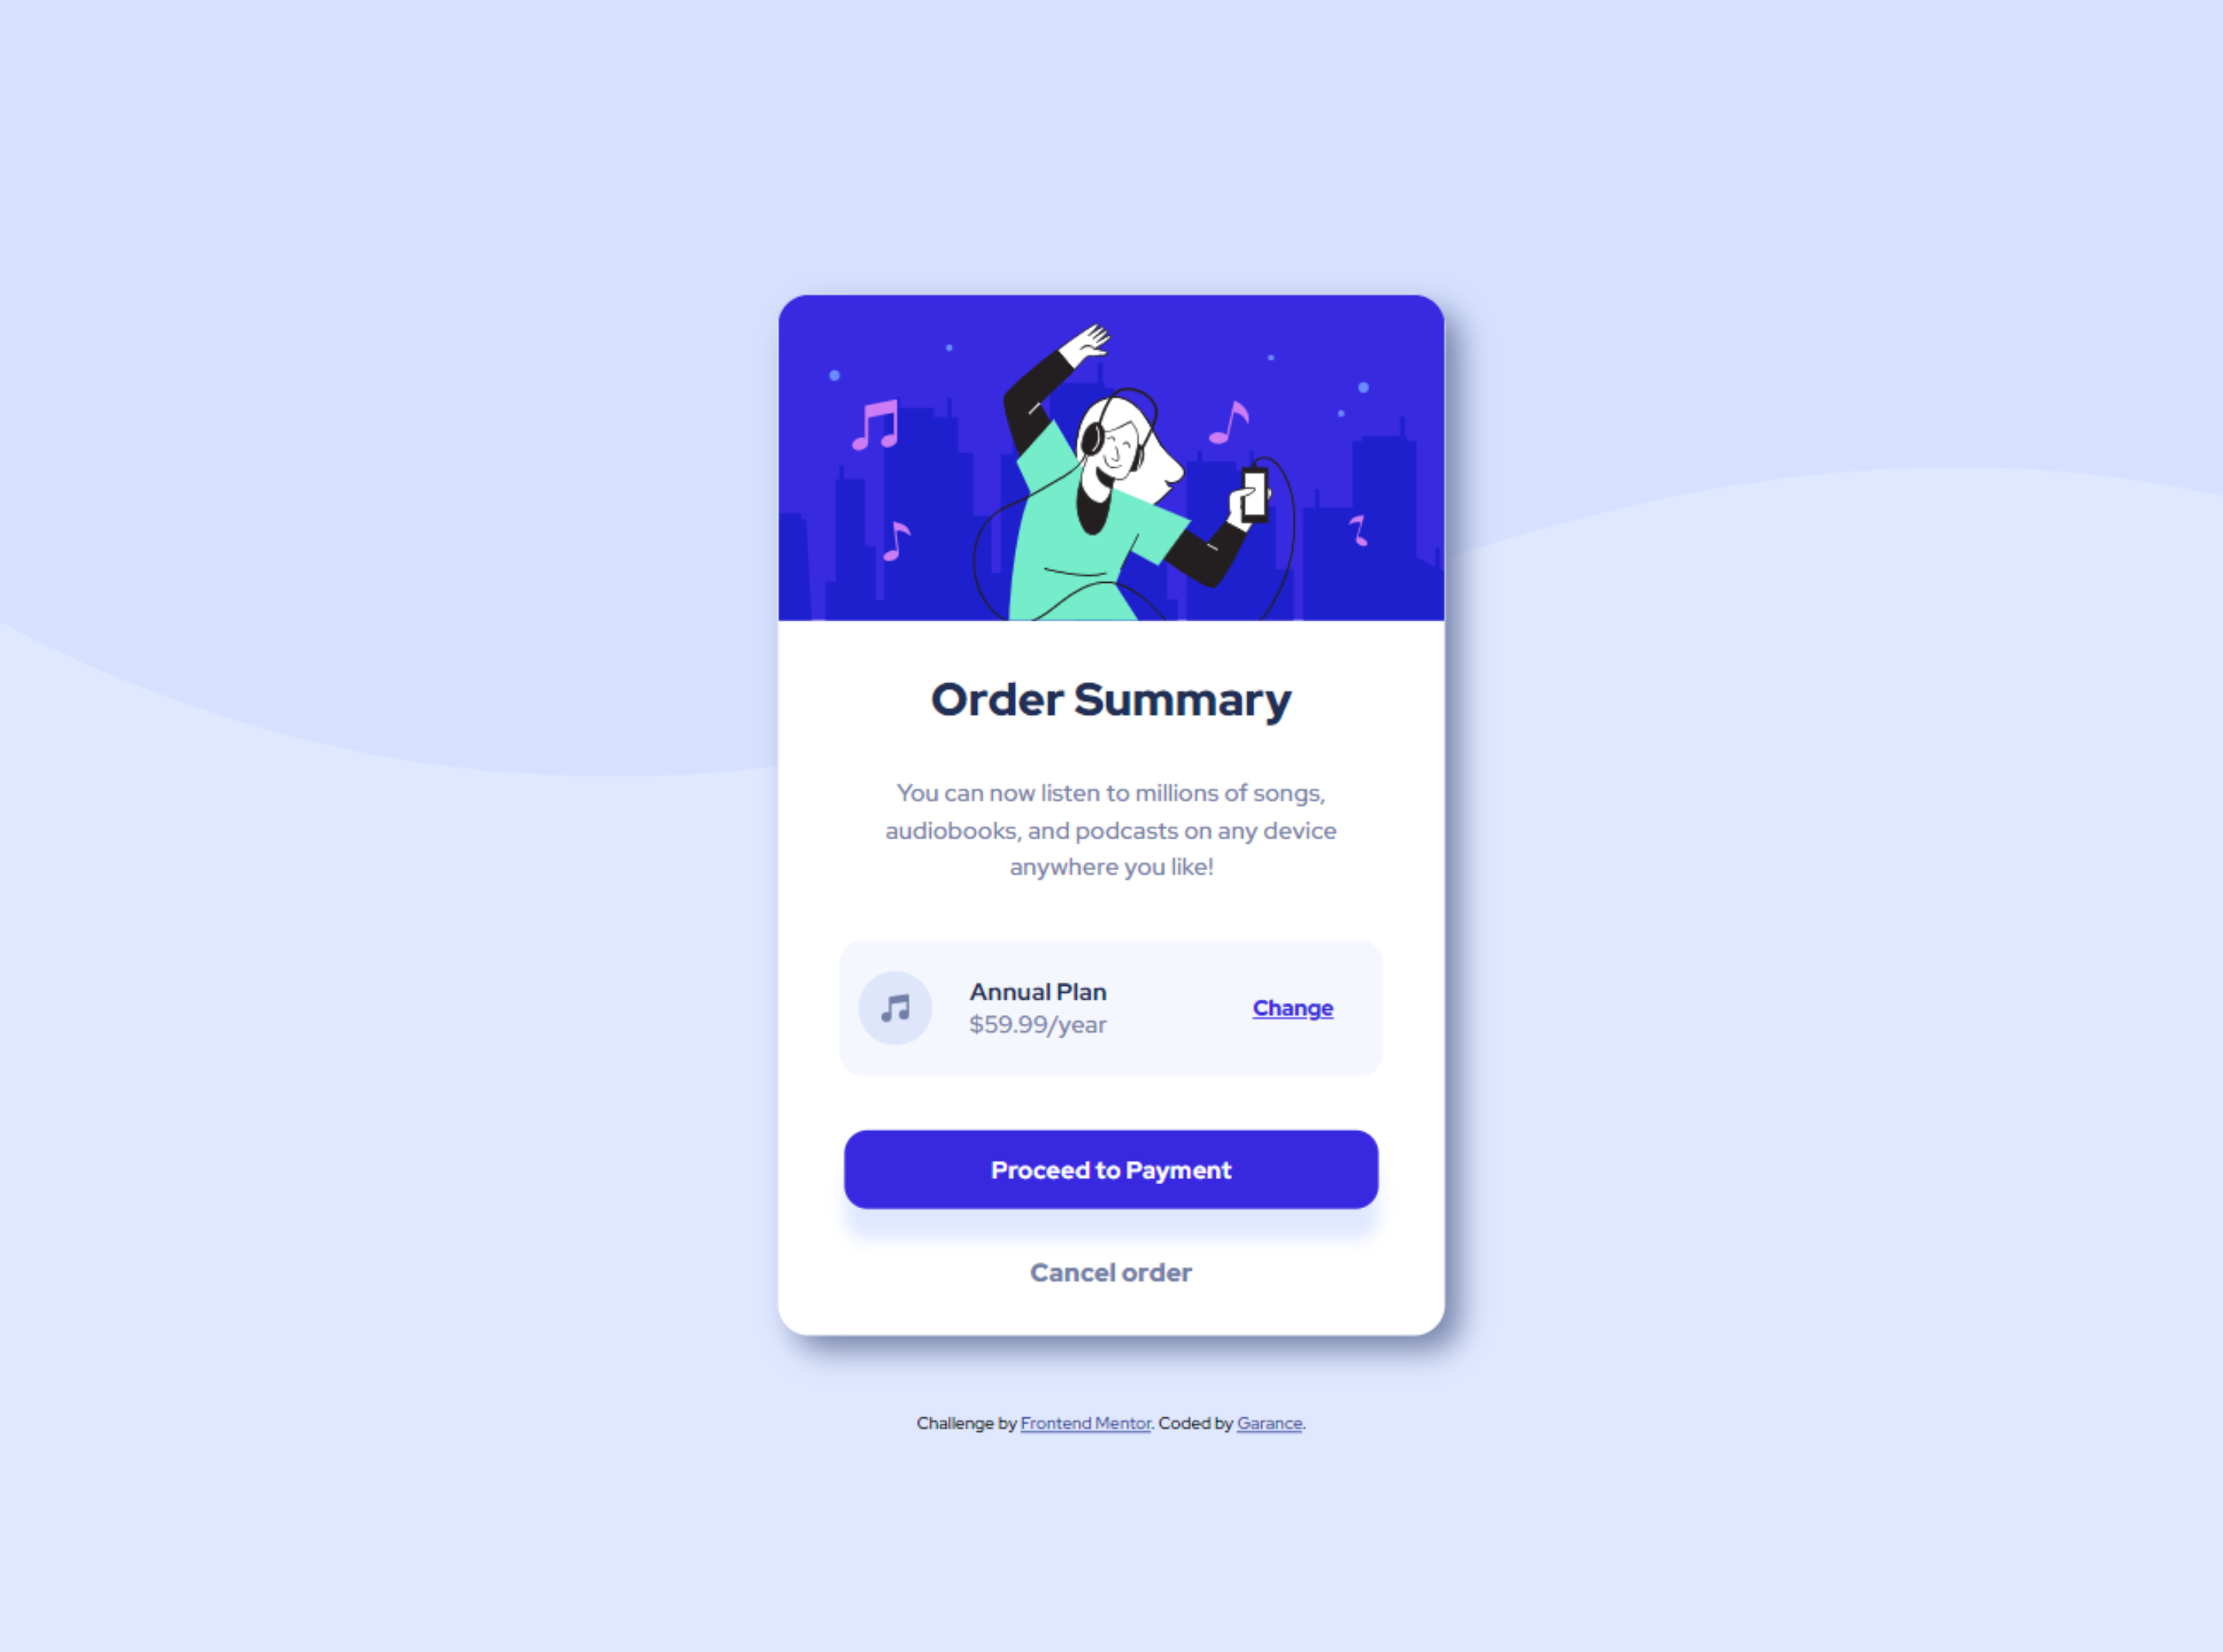 Order Summary
You can now listen to millions of songs,
audiobooks, and podcasts on any device
anywhere you like!
Annual Plan
$59.99/year
Change
Proceed to Payment
Cancel order
Challenge by Frontend Mentor. Coded by Garance.